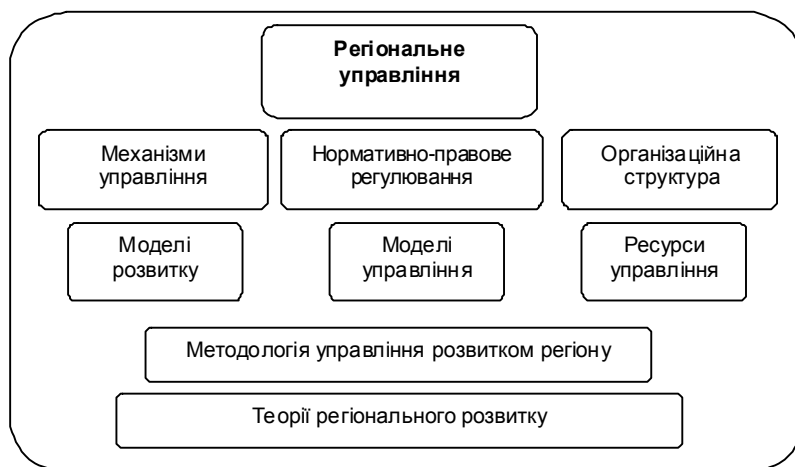 Регіональне
управління
Механізми
управління
Нормативно-правове
регулювання
Організаційна
структура
Моделі
розвитку
Моделі
управління
Ресурси
управління
Методологія управління розвитком регіону
Теорії регіонального розвитку